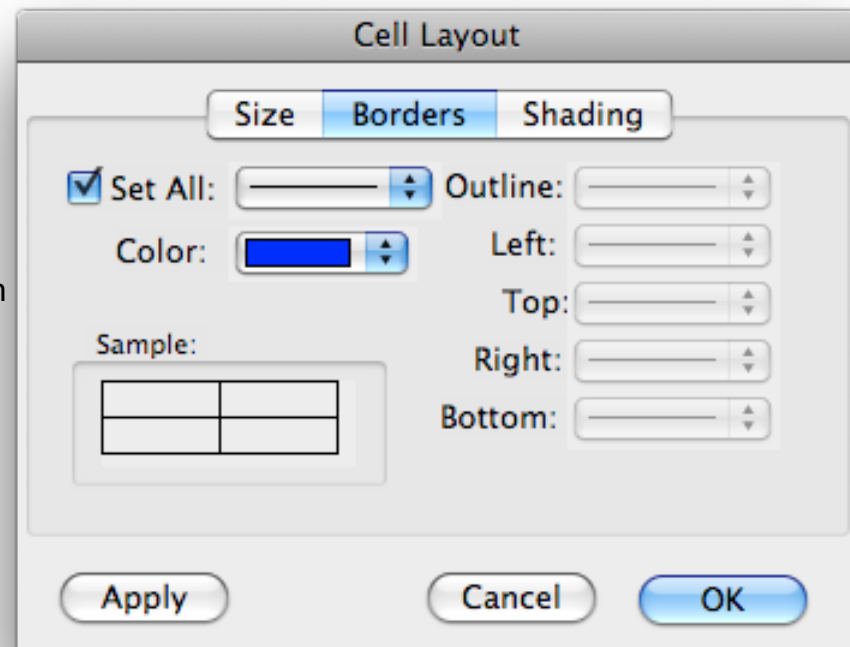 Cell Layout
Size Borders Shading
Set All: Outline:
Color: Left:
n
Top:
Sample:
Right:
Bottom:
Apply Cancel OK